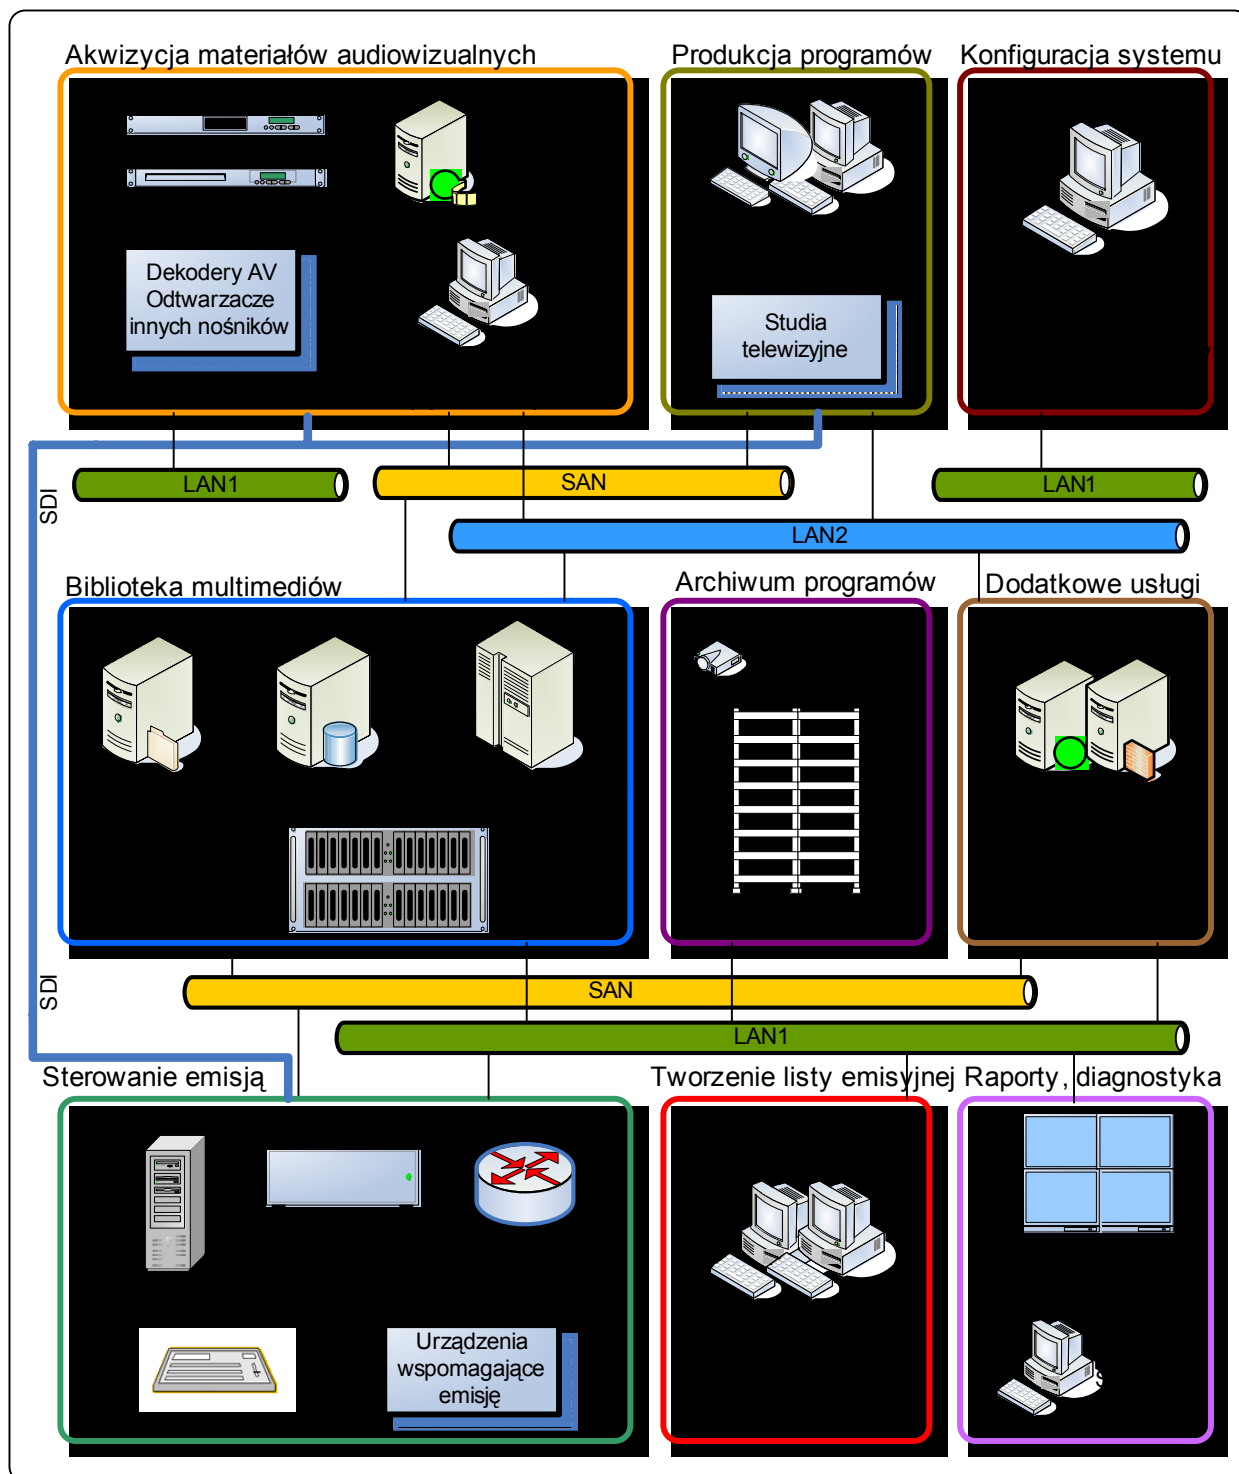 Akwizycja materiałów audiowizualnych
Produkcja programów
Konfiguracja systemu
Dekodery AV
Odtwarzacze
innych nośników
Studia
telewizyjne
SDI
LAN1
SAN
LAN1
LAN2
Biblioteka multimediów
Archiwum programów
Dodatkowe usługi
SDI
SAN
LAN1
Sterowanie emisją
Tworzenie listy emisyjnej
Raporty, diagnostyka
Urządzenia
wspomagające
emisję